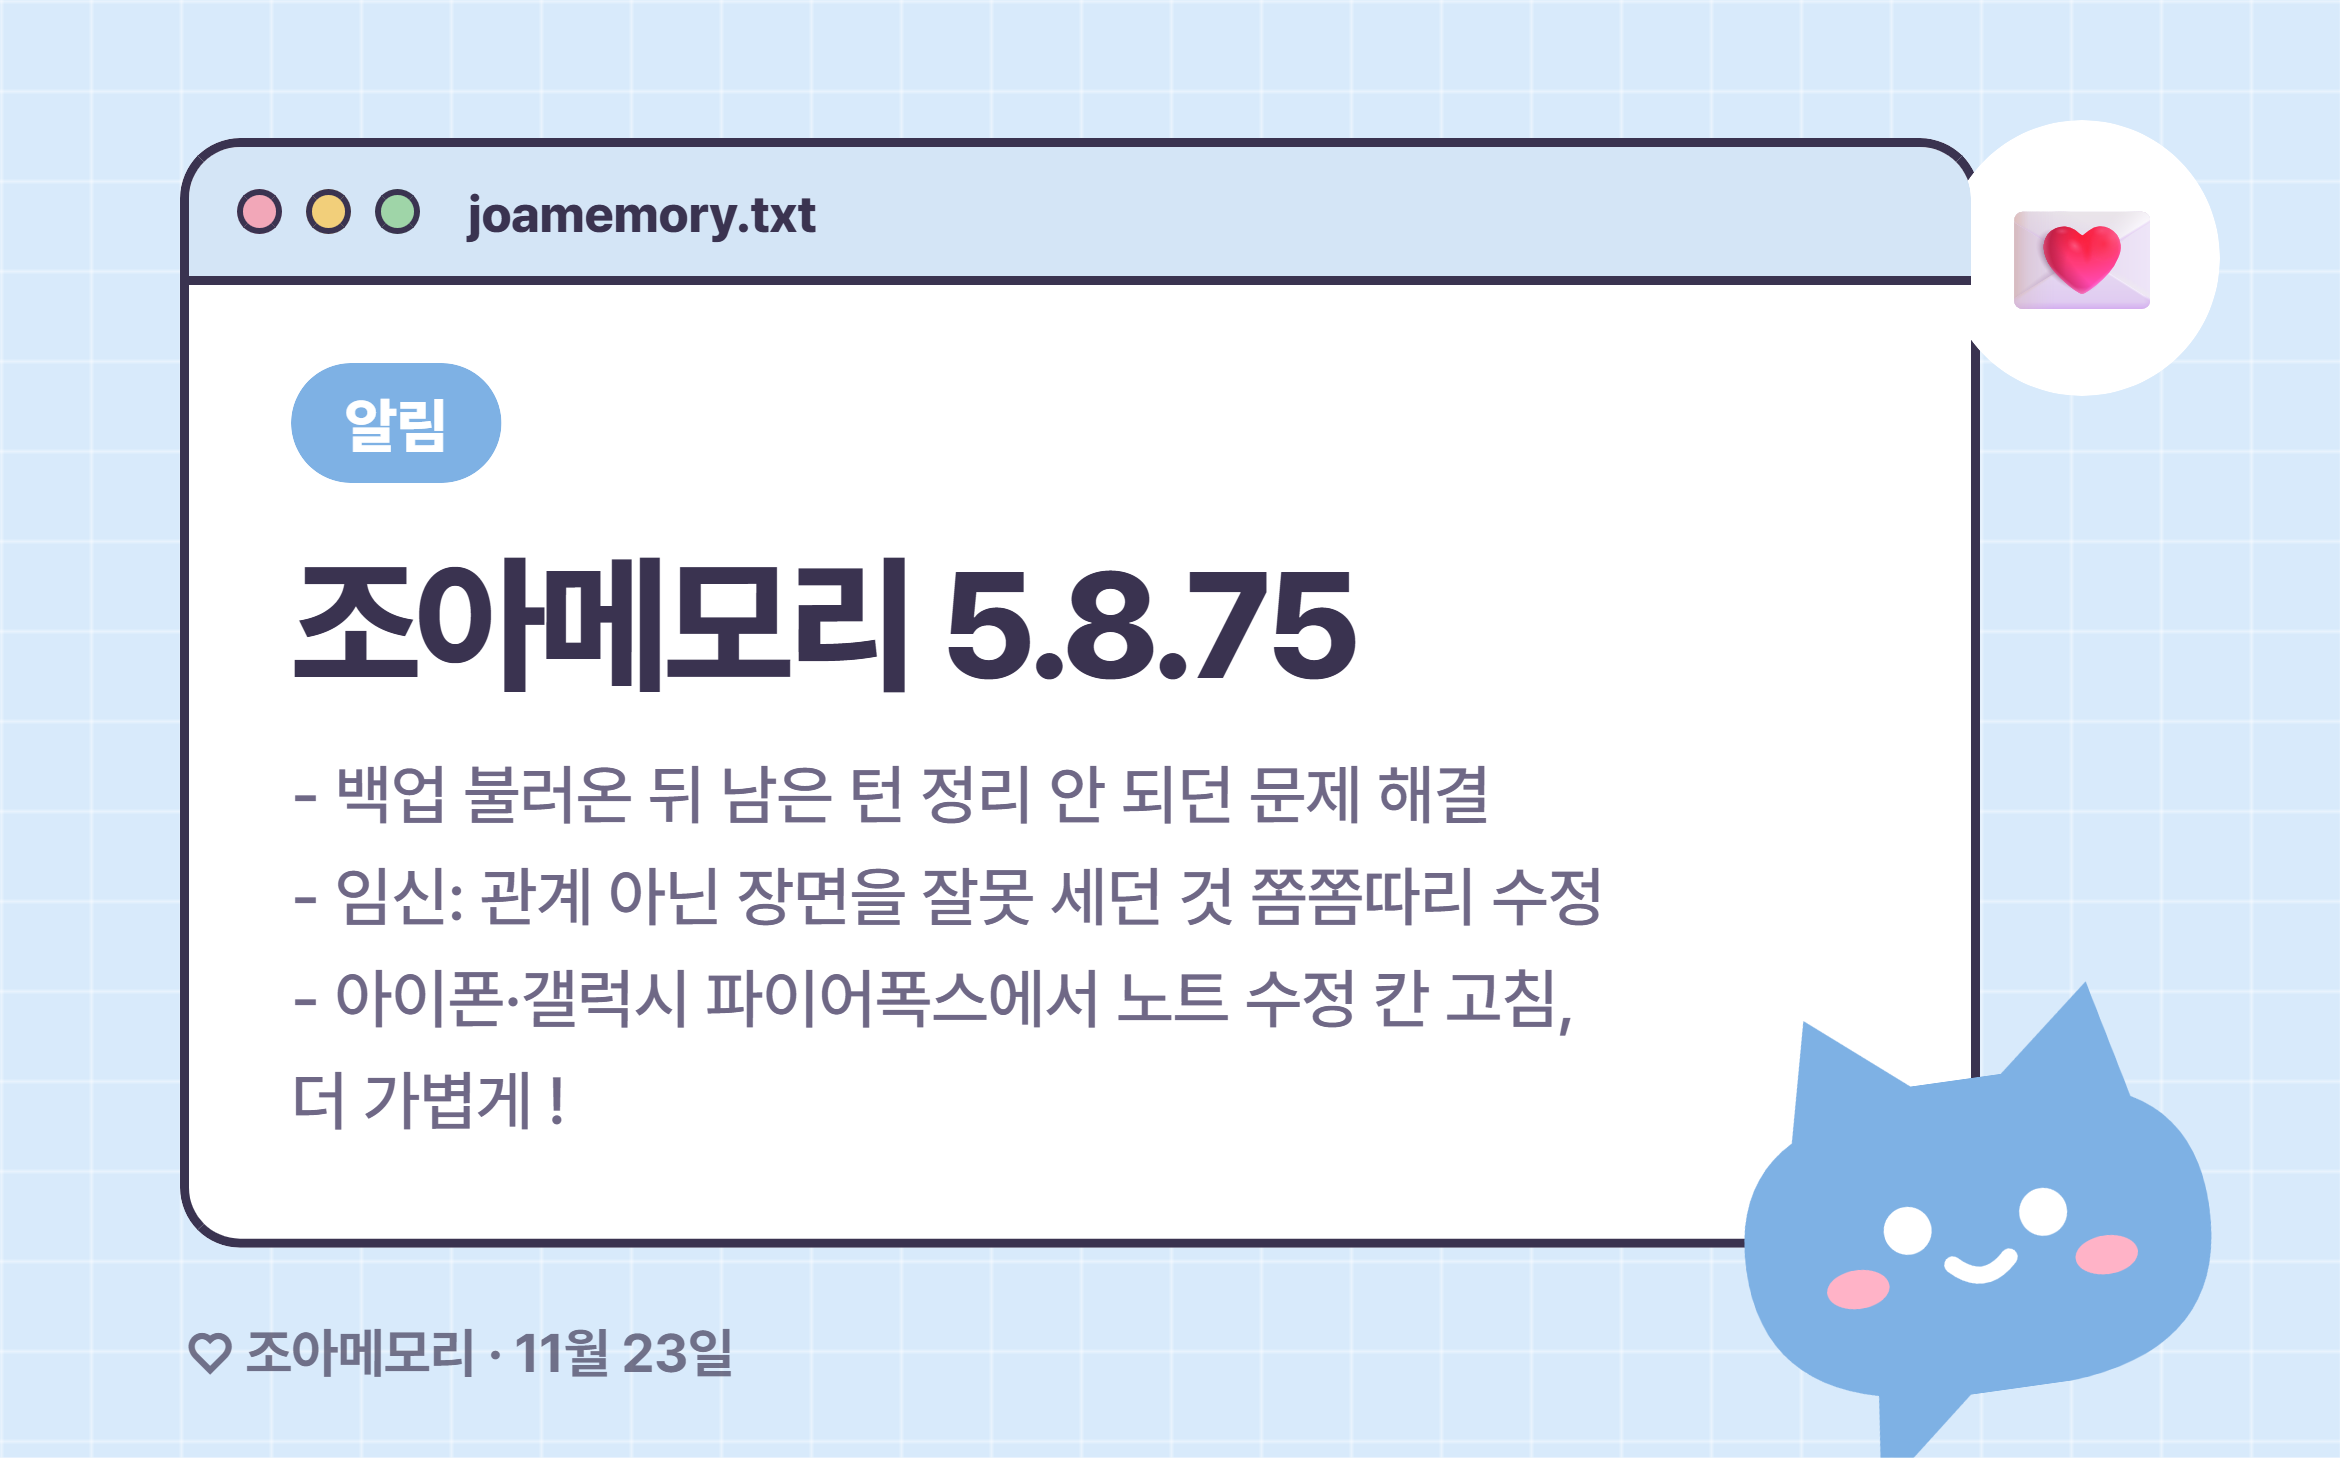 joamemory.txt
알림
조아메모리 5.8.75
- 백업 불러온 뒤 남은 턴 정리 안 되던 문제 해결
- 임신: 관계 아닌 장면을 잘못 세던 것 쫌쫌따리 수정
- 아이폰·갤럭시 파이어폭스에서 노트 수정 칸 고침,
더 가볍게 !
♡ 조아메모리 · 11월 23일